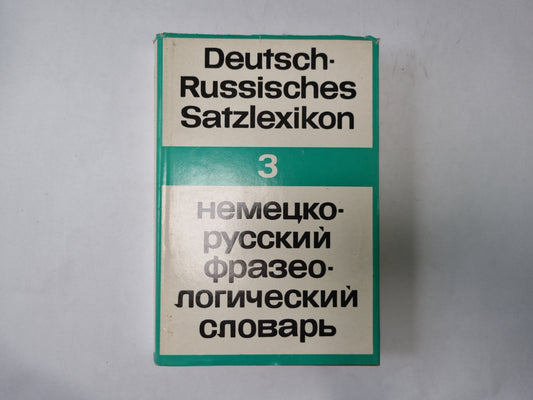 Deutsch-
Russisches
Satzlexikon
3
немецко-
русский
фразео-
логический
словарь